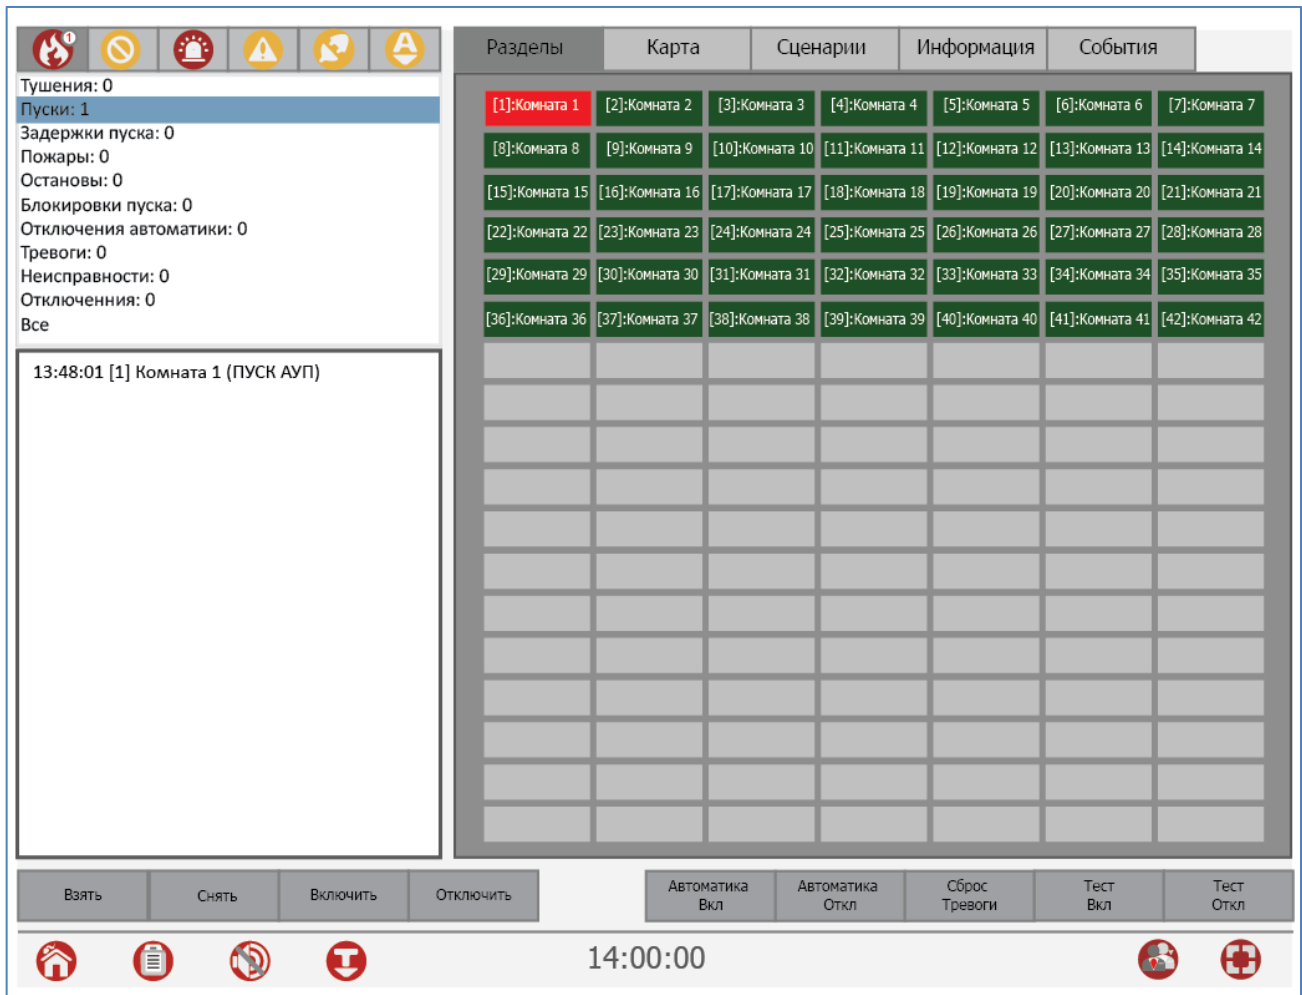 1
Разделы Карта Сценарии Информация События
Тушения: 0
Пуски: 1
Задержки пуска: 0
Пожары: 0
Остановы: 0
Блокировки пуска: 0
Отключения автоматики: 0
Тревоги: 0
Неисправности: 0
Отключенния: 0
Все
13:48:01 [1] Комната 1 (ПУСК АУП)
[1]:Комната 1 [2]:Комната 2 [3]:Комната 3 [4]:Комната 4 [5]:Комната 5 [6]:Комната 6 [7]:Комната 7
[8]:Комната 8 [9]:Комната 9 [10]:Комната 10 [11]:Комната 11 [12]:Комната 12 [13]:Комната 13 [14]:Комната 14
[15]:Комната 15 [16]:Комната 16 [17]:Комната 17 [18]:Комната 18 [19]:Комната 19 [20]:Комната 20 [21]:Комната 21
[22]:Комната 22 [23]:Комната 23 [24]:Комната 24 [25]:Комната 25 [26]:Комната 26 [27]:Комната 27 [28]:Комната 28
[29]:Комната 29 [30]:Комната 30 [31]:Комната 31 [32]:Комната 32 [33]:Комната 33 [34]:Комната 34 [35]:Комната 35
[36]:Комната 36 [37]:Комната 37 [38]:Комната 38 [39]:Комната 39 [40]:Комната 40 [41]:Комната 41 [42]:Комната 42
Взять Снять Включить Отключить
Автоматика Вкл
Автоматика Откл
Сброс Тревоги
Тест Вкл
Тест Откл
14:00:00